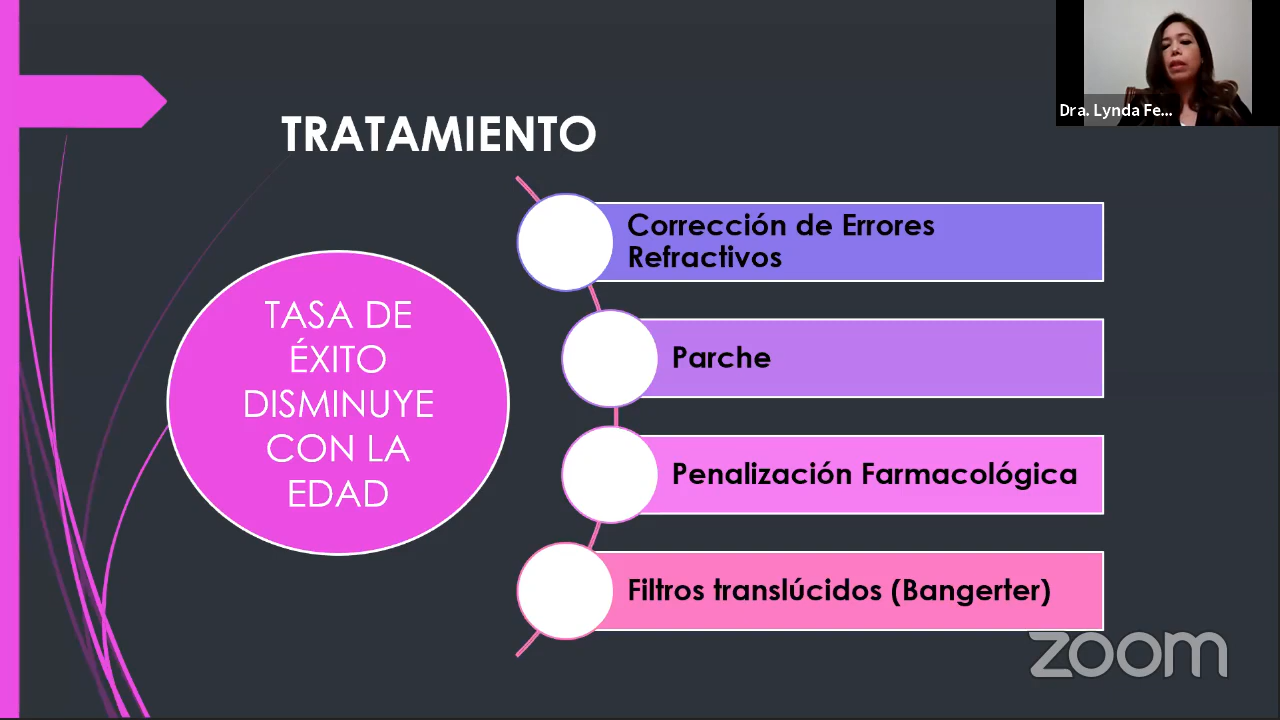 Dra. Lynda Fe...
TRATAMIENTO
TASA DE
ÉXITO
DISMINUYE
CON LA
EDAD
Corrección de Errores
Refractivos
Parche
Penalización Farmacológica
Filtros translúcidos (Bangerter)
zoom